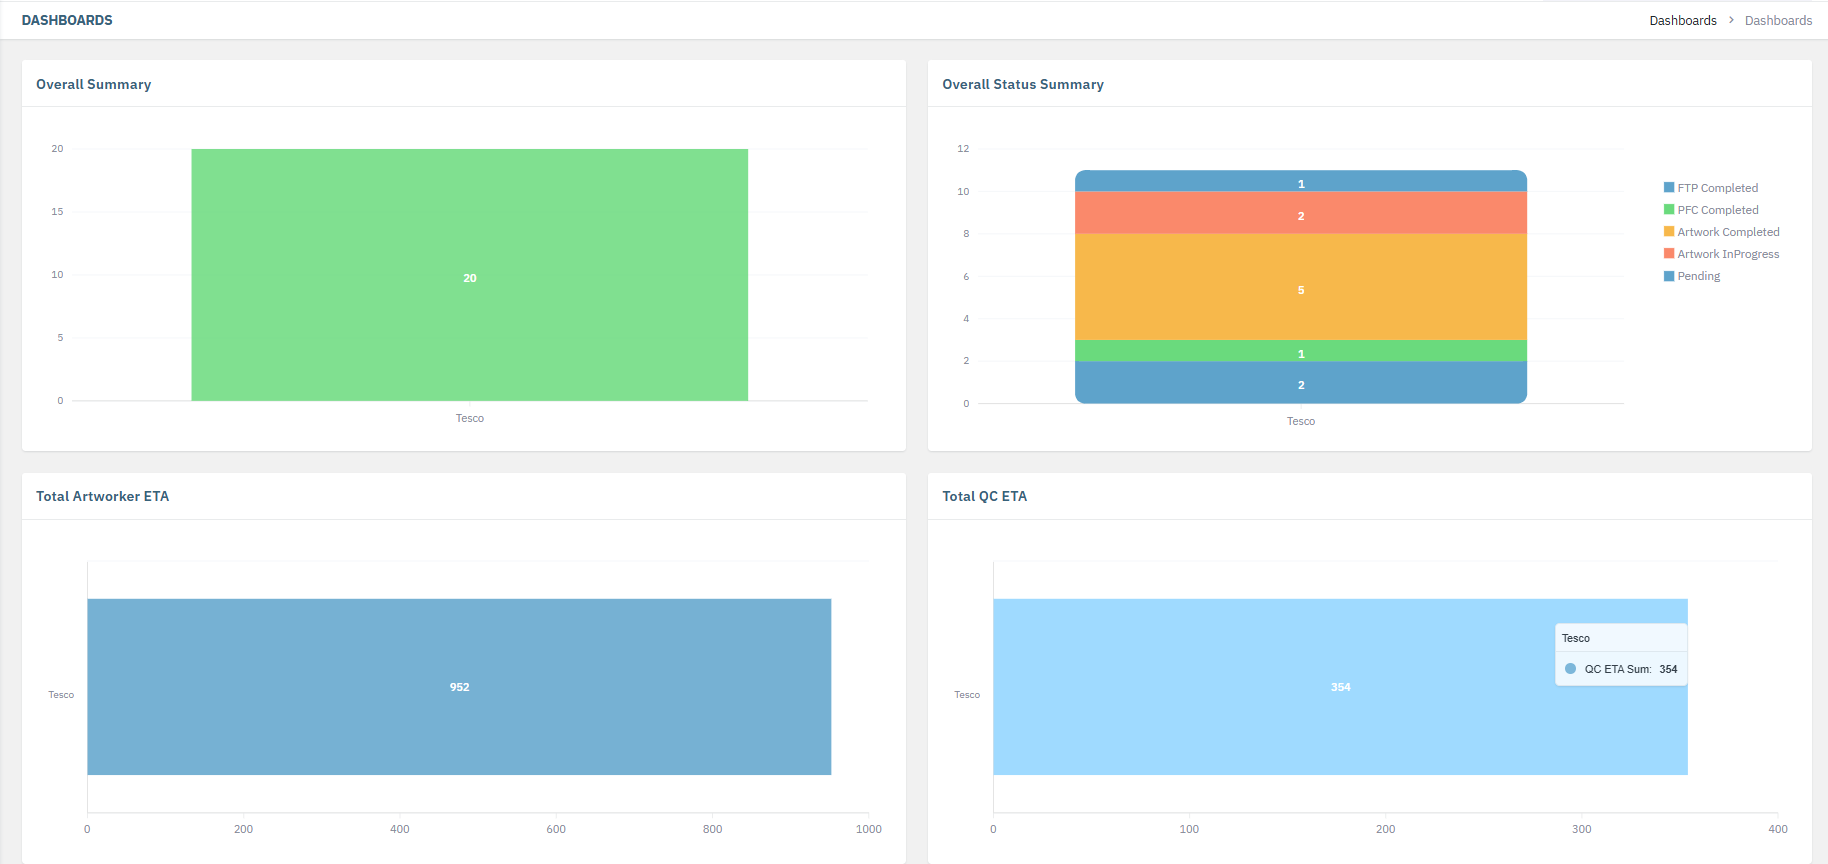 DASHBOARDS
Dashboards > Dashboards
Overall Summary
20
15
10
5
0
20
Tesco
Overall Status Summary
12
10
8
6
4
2
0
1
2
5
1
2
Tesco
FTP Completed
PFC Completed
Artwork Completed
Artwork InProgress
Pending
Total Artworker ETA
Tesco
952
0 200 400 600 800 1000
Total QC ETA
Tesco
354
Tesco
QC ETA Sum: 354
0 100 200 300 400